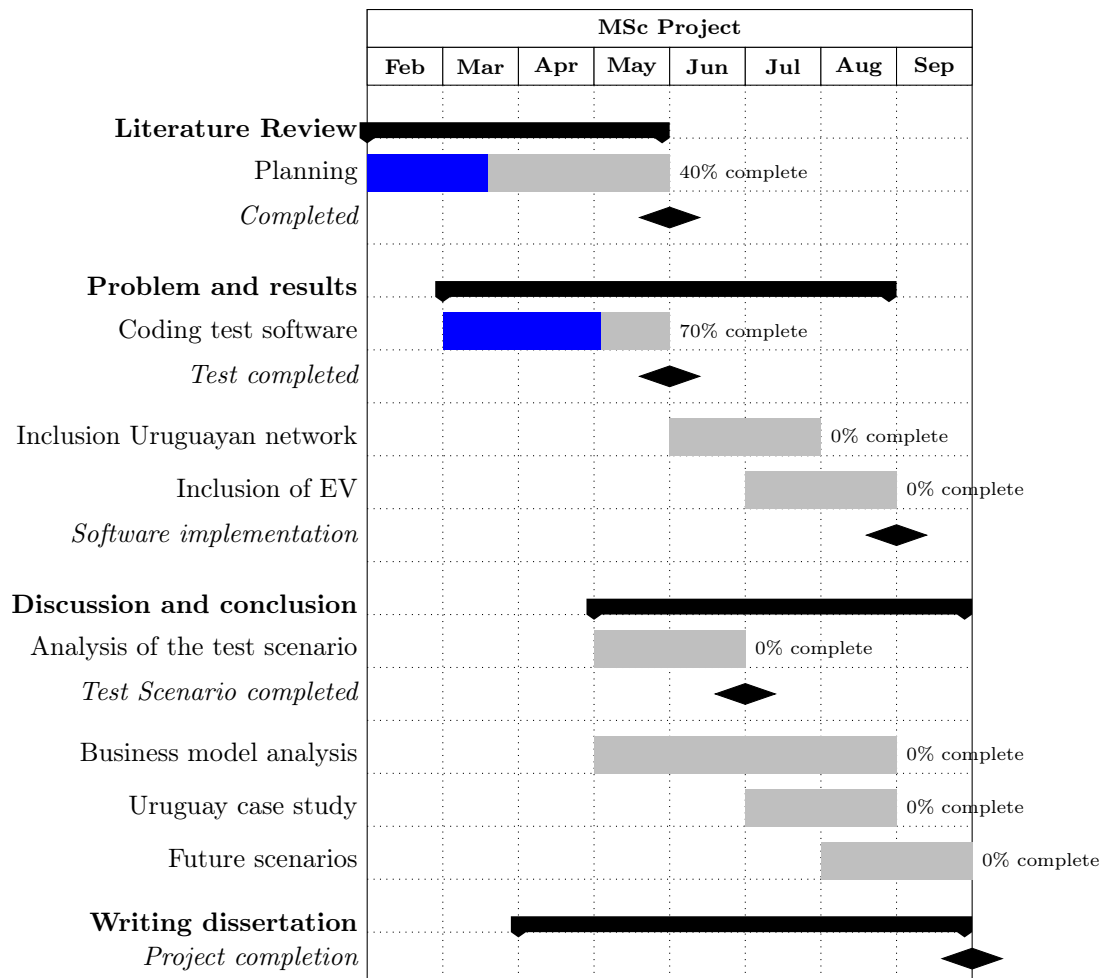 MSc Project
Feb Mar Apr May Jun Jul Aug Sep
Literature Review
Planning 40% complete
Completed
Problem and results
Coding test software 70% complete
Test completed
Inclusion Uruguayan network 0% complete
Inclusion of EV 0% complete
Software implementation
Discussion and conclusion
Analysis of the test scenario 0% complete
Test Scenario completed
Business model analysis 0% complete
Uruguay case study 0% complete
Future scenarios 0% complete
Writing dissertation
Project completion